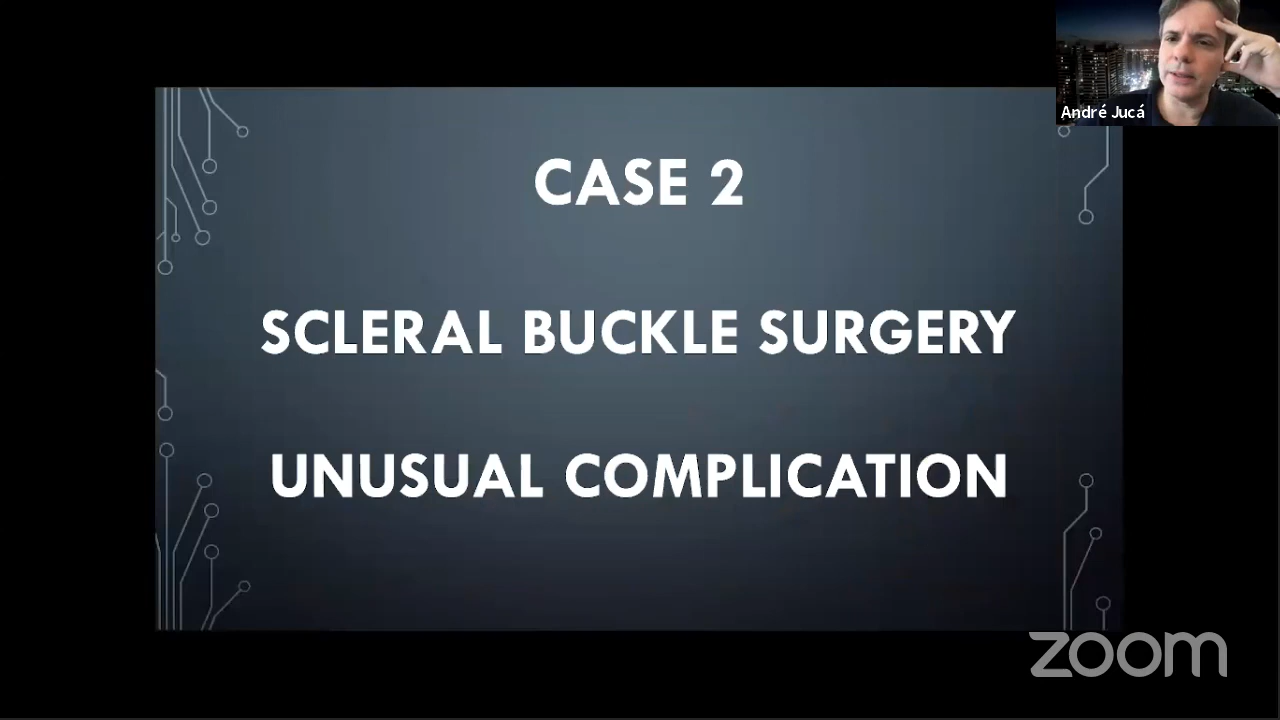 André Jucá
CASE 2
SCLERAL BUCKLE SURGERY
UNUSUAL COMPLICATION
zoom